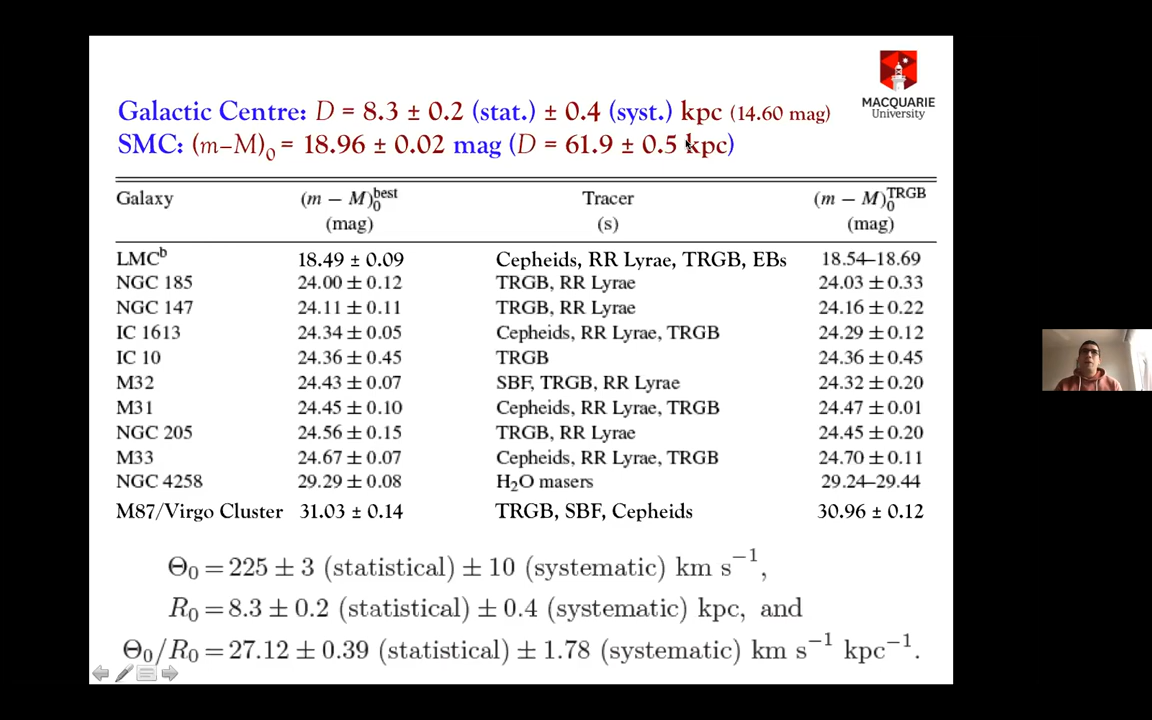 Galactic Centre: D = 8.3 ± 0.2 (stat.) ± 0.4 (syst.) kpc (14.60 mag)
SMC: (m–M)₀ = 18.96 ± 0.02 mag (D = 61.9 ± 0.5 kpc)
MACQUARIE
University
Galaxy (m − M)₀^best Tracer (m − M)₀^TRGB
(mag) (s) (mag)
LMCᵇ 18.49 ± 0.09 Cepheids, RR Lyrae, TRGB, EBs 18.54–18.69
NGC 185 24.00 ± 0.12 TRGB, RR Lyrae 24.03 ± 0.33
NGC 147 24.11 ± 0.11 TRGB, RR Lyrae 24.16 ± 0.22
IC 1613 24.34 ± 0.05 Cepheids, RR Lyrae, TRGB 24.29 ± 0.12
IC 10 24.36 ± 0.45 TRGB 24.36 ± 0.45
M32 24.43 ± 0.07 SBF, TRGB, RR Lyrae 24.32 ± 0.20
M31 24.45 ± 0.10 Cepheids, RR Lyrae, TRGB 24.47 ± 0.01
NGC 205 24.56 ± 0.15 TRGB, RR Lyrae 24.45 ± 0.20
M33 24.67 ± 0.07 Cepheids, RR Lyrae, TRGB 24.70 ± 0.11
NGC 4258 29.29 ± 0.08 H₂O masers 29.24–29.44
M87/Virgo Cluster 31.03 ± 0.14 TRGB, SBF, Cepheids 30.96 ± 0.12
Θ₀ = 225 ± 3 (statistical) ± 10 (systematic) km s⁻¹,
R₀ = 8.3 ± 0.2 (statistical) ± 0.4 (systematic) kpc, and
Θ₀/R₀ = 27.12 ± 0.39 (statistical) ± 1.78 (systematic) km s⁻¹ kpc⁻¹.